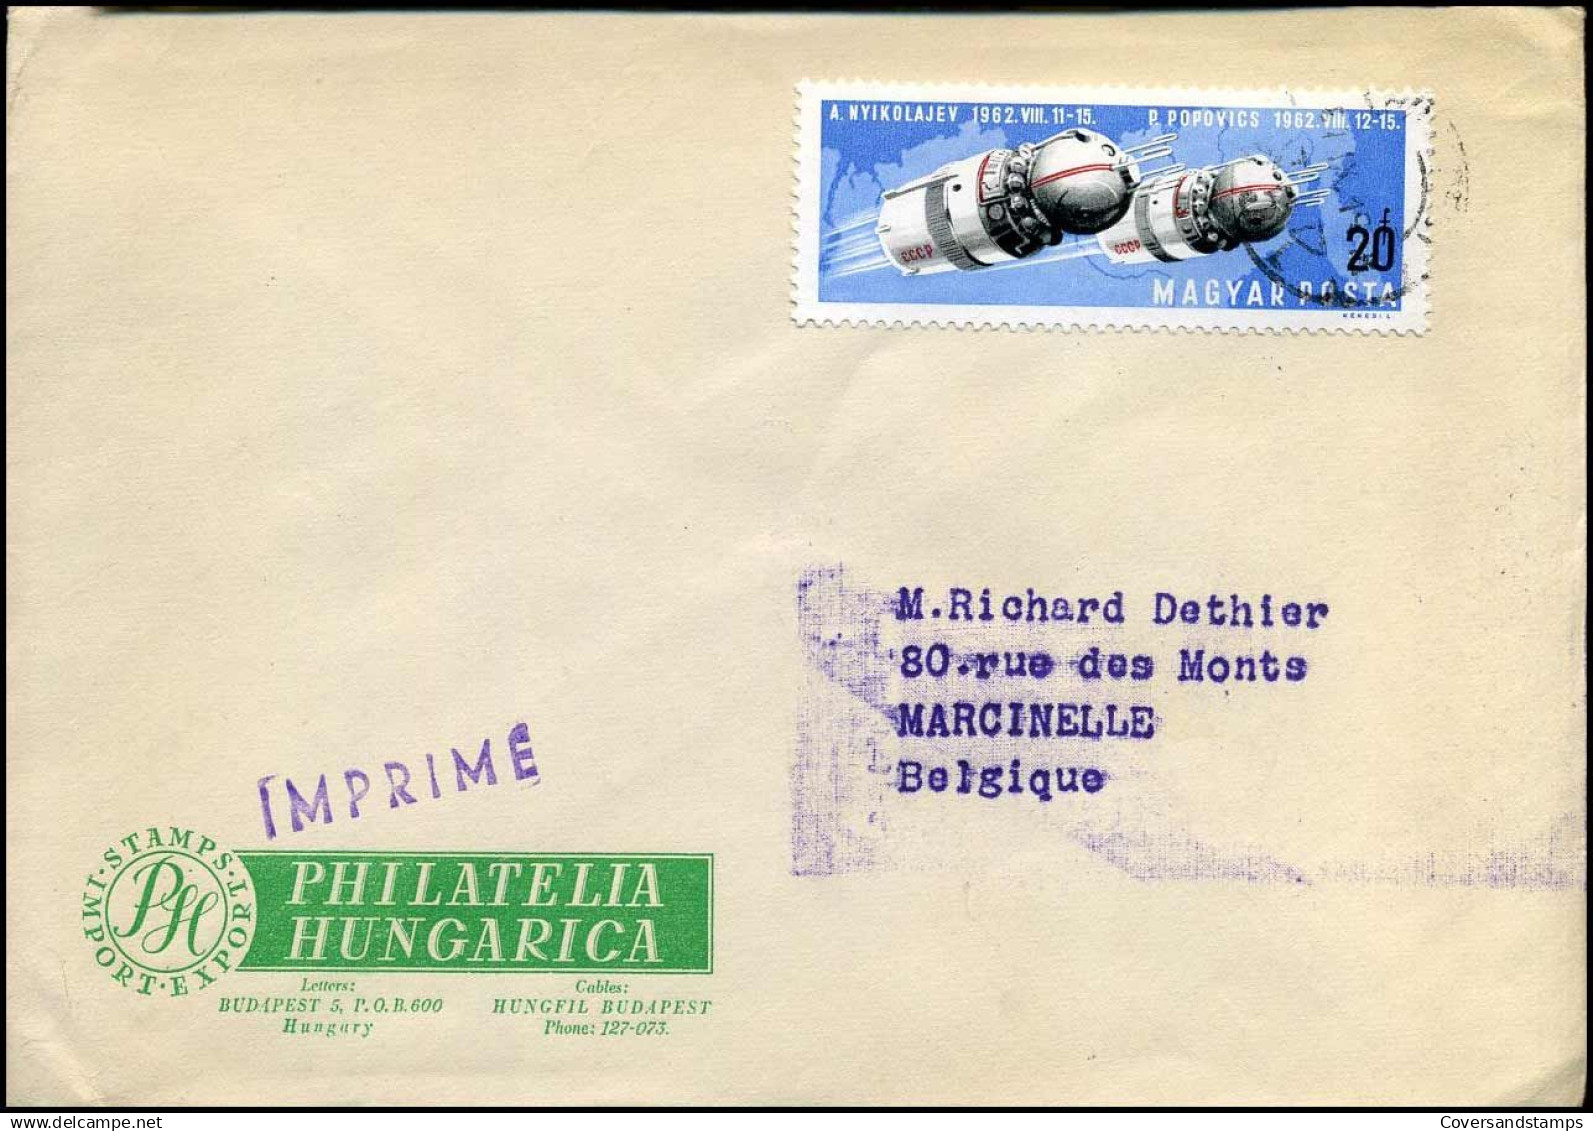 A. NYIKOLAJEV 1962. VIII. 11-15. P. POPOVICS 1962. VIII. 12-15.
CCCP
CCCP
20 f
MAGYAR POSTA
KÉKESI L.
M.Richard Dethier
80.rue des Monts
MARCINELLE
Belgique
IMPRIME
IMPORT · STAMPS · EXPORT
PH
PHILATELIA
HUNGARICA
Letters:
BUDAPEST 5, P.O.B.600
Hungary
Cables:
HUNGFIL BUDAPEST
Phone: 127-073.
www.delcampe.net
Coversandstamps